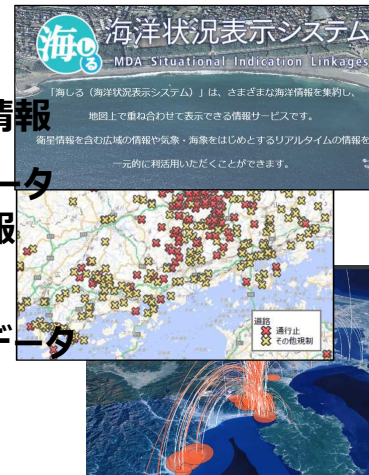 海しる
海洋状況表示システム
MDA Situational Indication Linkages
「海しる（海洋状況表示システム）」は、さまざまな海洋情報を集約し、
地図上で重ね合わせて表示できる情報サービスです。
衛星情報を含む広域の情報や気象・海象をはじめとするリアルタイムの情報を
一元的に利活用いただくことができます。
情報
ータ
報
データ
道路
通行止
その他規制